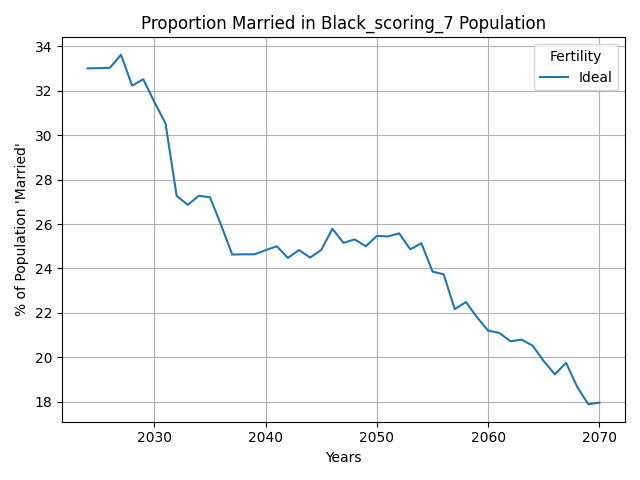 Proportion Married in Black_scoring_7 Population
Fertility
Ideal
% of Population 'Married'
34
32
30
28
26
24
22
20
18
2030
2040
2050
2060
2070
Years